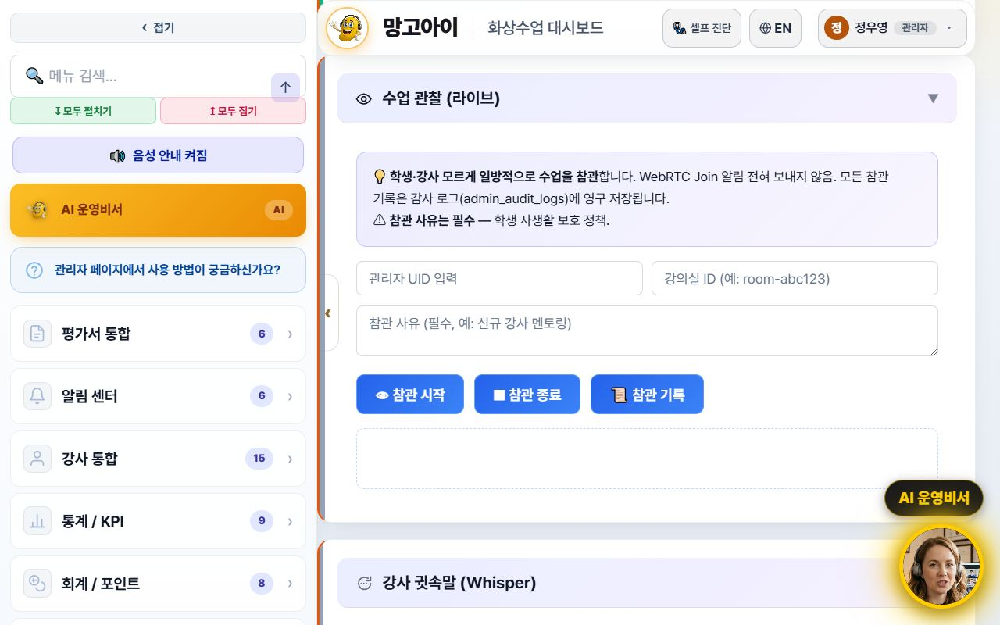 ‹ 접기
메뉴 검색...
↑
↧ 모두 펼치기
↥ 모두 접기
음성 안내 켜짐
AI 운영비서
AI
관리자 페이지에서 사용 방법이 궁금하신가요?
평가서 통합
6
알림 센터
6
강사 통합
15
통계 / KPI
9
회계 / 포인트
8
망고아이
화상수업 대시보드
셀프 진단
EN
정
정우영
관리자
수업 관찰 (라이브)
▼
학생·강사 모르게 일방적으로 수업을 참관합니다. WebRTC Join 알림 전혀 보내지 않음. 모든 참관
기록은 감사 로그(admin_audit_logs)에 영구 저장됩니다.
⚠ 참관 사유는 필수 — 학생 사생활 보호 정책.
관리자 UID 입력
강의실 ID (예: room-abc123)
참관 사유 (필수, 예: 신규 강사 멘토링)
참관 시작
참관 종료
참관 기록
AI 운영비서
강사 귓속말 (Whisper)